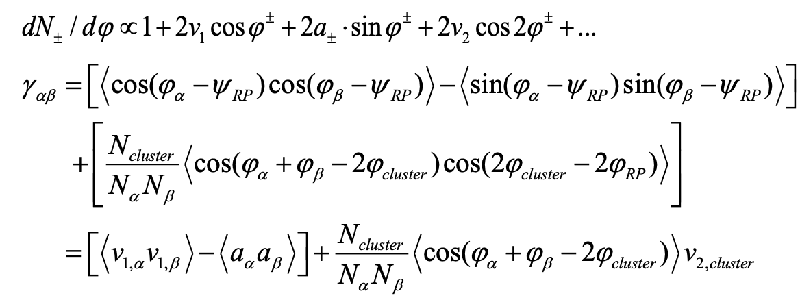 dN± / dφ ∝ 1 + 2v₁ cos φ± + 2a± · sin φ± + 2v₂ cos 2φ± + ...
γ_αβ = [⟨cos(φ_α − ψ_RP) cos(φ_β − ψ_RP)⟩ − ⟨sin(φ_α − ψ_RP) sin(φ_β − ψ_RP)⟩]
+ [N_cluster / N_α N_β ⟨cos(φ_α + φ_β − 2φ_cluster) cos(2φ_cluster − 2φ_RP)⟩]
= [⟨v_1,α v_1,β⟩ − ⟨a_α a_β⟩] + N_cluster / N_α N_β ⟨cos(φ_α + φ_β − 2φ_cluster)⟩ v_2,cluster